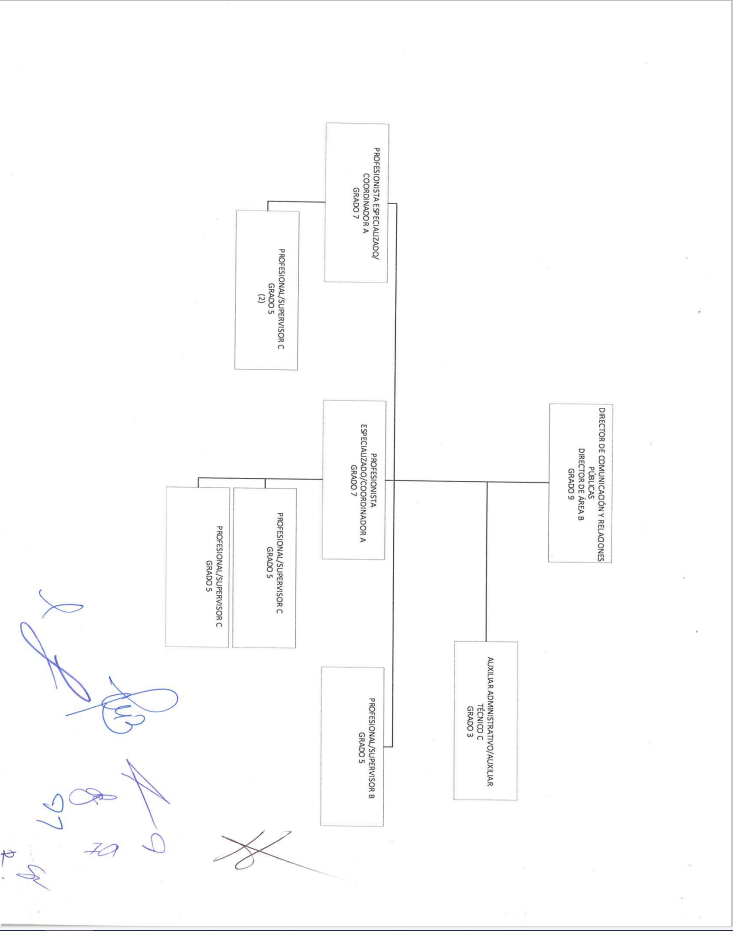 DIRECTOR DE COMUNICACIÓN Y RELACIONES
PÚBLICAS
DIRECTOR DE ÁREA B
GRADO 9
AUXILIAR ADMINISTRATIVO/AUXILIAR
TÉCNICO C
GRADO 3
PROFESIONISTA ESPECIALIZADO/
COORDINADOR A
GRADO 7
PROFESIONAL/SUPERVISOR C
GRADO 5
(2)
PROFESIONISTA
ESPECIALIZADO/COORDINADOR A
GRADO 7
PROFESIONAL/SUPERVISOR C
GRADO 5
PROFESIONAL/SUPERVISOR C
GRADO 5
PROFESIONAL/SUPERVISOR B
GRADO 5